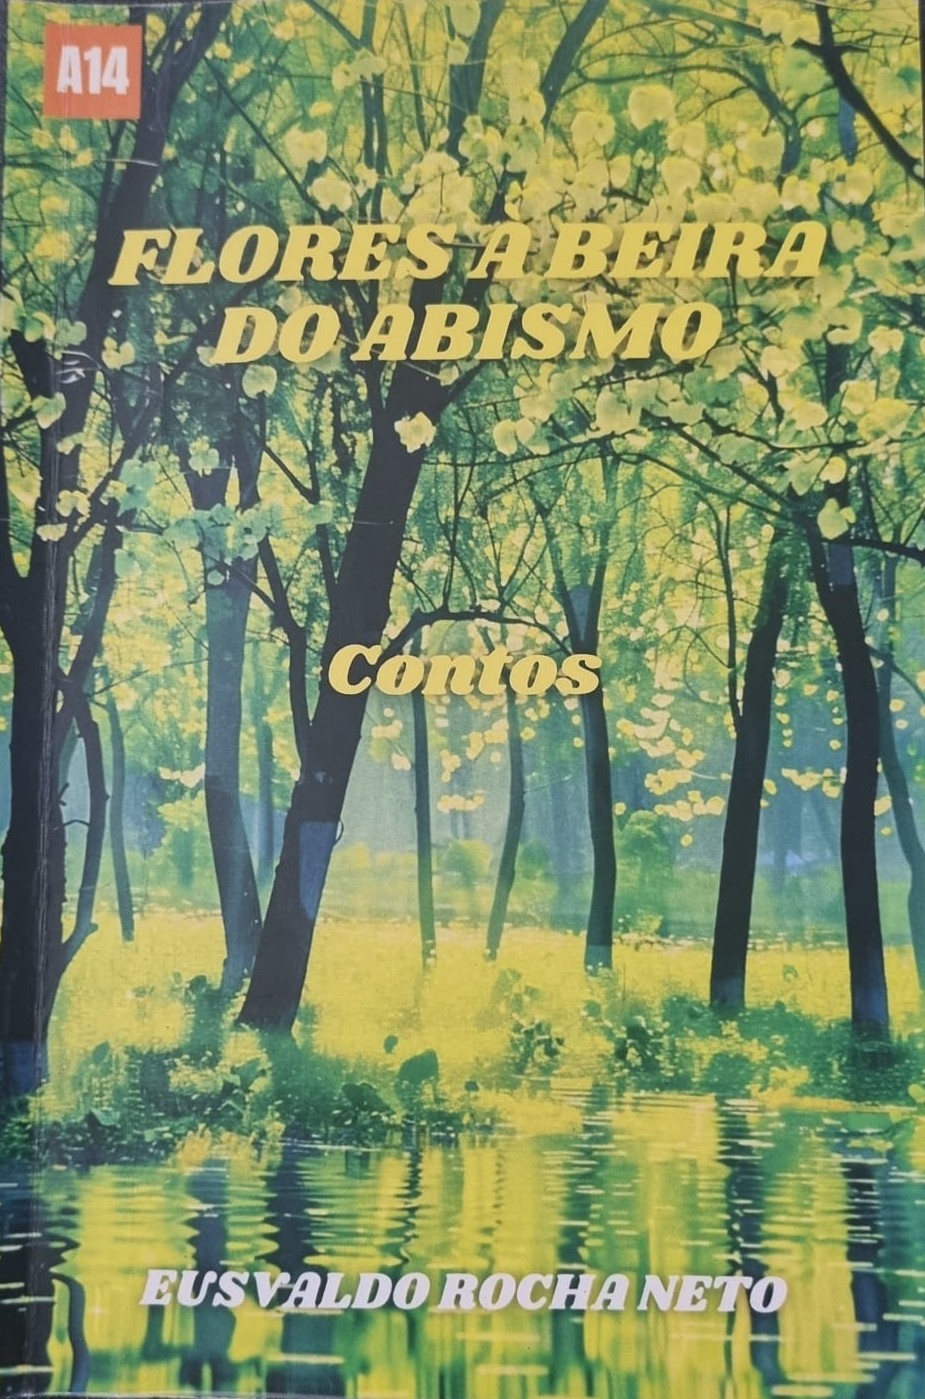 A14
FLORES À BEIRA
DO ABISMO
Contos
EUSVALDO ROCHA NETO